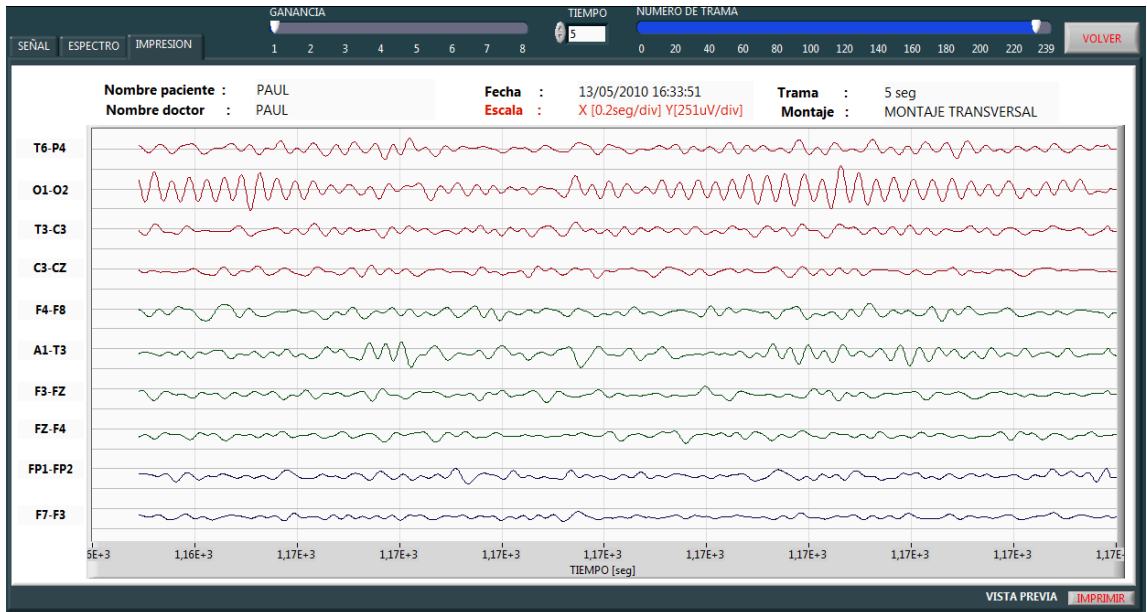 GANANCIA TIEMPO NUMERO DE TRAMA
SEÑAL ESPECTRO IMPRESION 1 2 3 4 5 6 7 8 5 0 20 40 60 80 100 120 140 160 180 200 220 239 VOLVER
Nombre paciente : PAUL Fecha : 13/05/2010 16:33:51 Trama : 5 seg
Nombre doctor : PAUL Escala : X [0.2seg/div] Y[251uV/div] Montaje : MONTAJE TRANSVERSAL
T6-P4
O1-O2
T3-C3
C3-CZ
F4-F8
A1-T3
F3-FZ
FZ-F4
FP1-FP2
F7-F3
6E+3 1,16E+3 1,17E+3 1,17E+3 1,17E+3 1,17E+3 1,17E+3 1,17E+3 1,17E+3 1,17E+3 1,17E-
TIEMPO [seg]
VISTA PREVIA IMPRIMIR